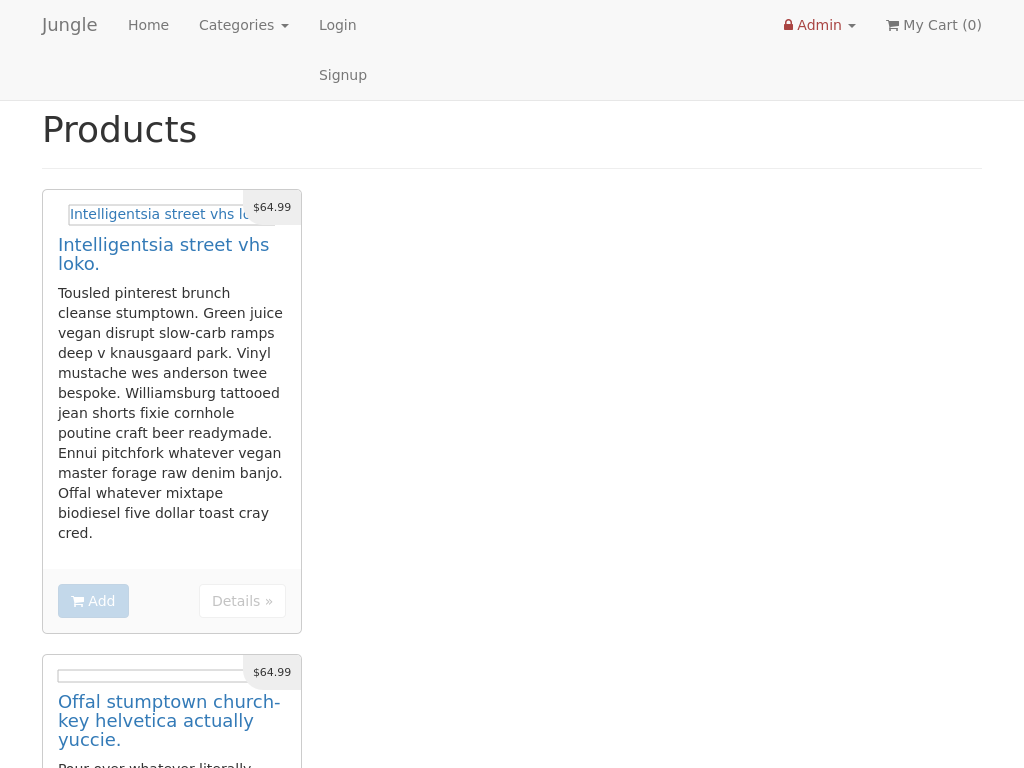 Jungle Home Categories Login Admin My Cart (0)
Signup
Products
$64.99
Intelligentsia street vhs lo
Intelligentsia street vhs
loko.
Tousled pinterest brunch
cleanse stumptown. Green juice
vegan disrupt slow-carb ramps
deep v knausgaard park. Vinyl
mustache wes anderson twee
bespoke. Williamsburg tattooed
jean shorts fixie cornhole
poutine craft beer readymade.
Ennui pitchfork whatever vegan
master forage raw denim banjo.
Offal whatever mixtape
biodiesel five dollar toast cray
cred.
Add Details »
$64.99
Offal stumptown church-
key helvetica actually
yuccie.
Pour-over whatever literally